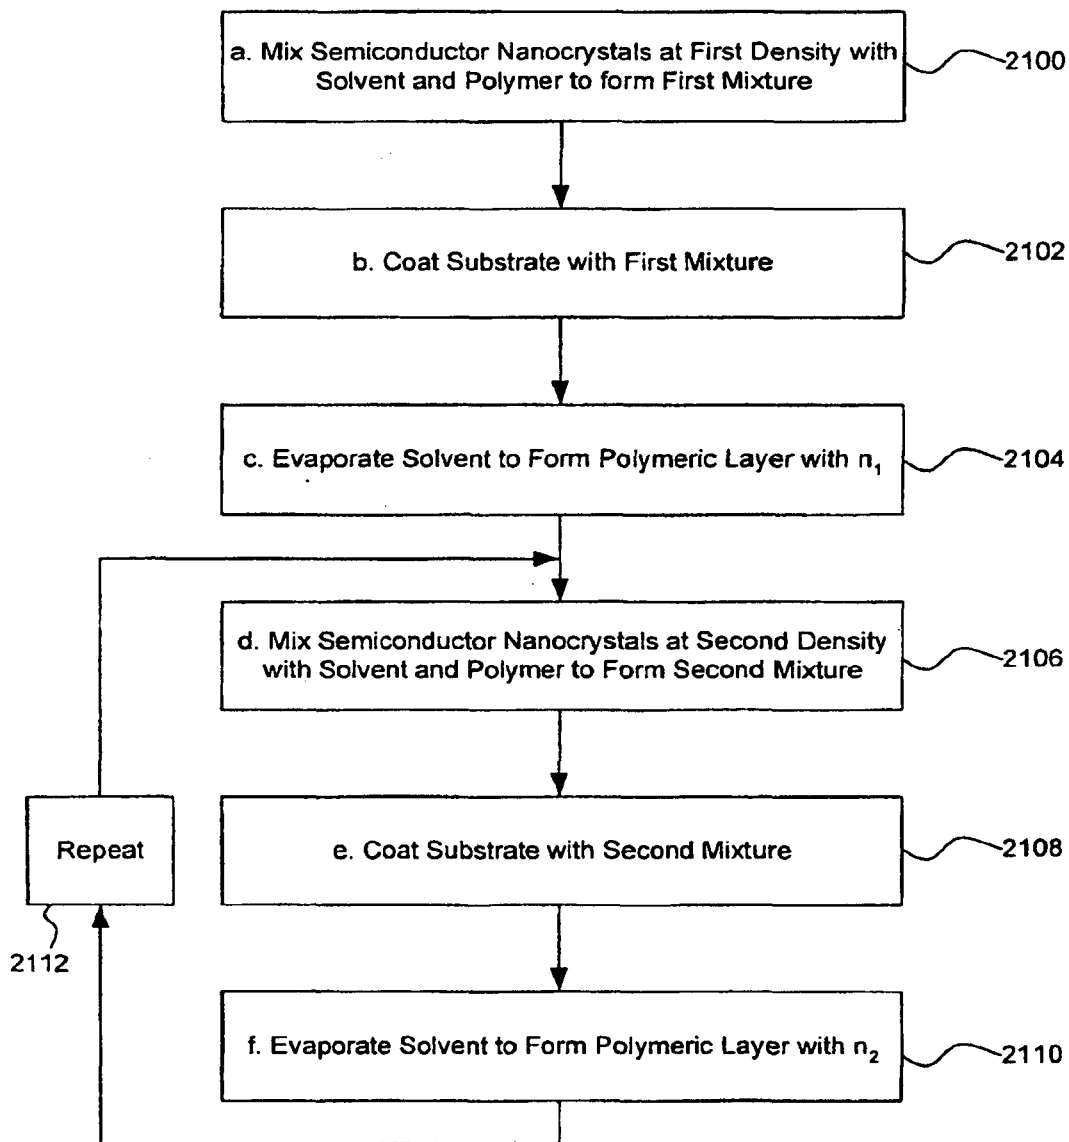 a. Mix Semiconductor Nanocrystals at First Density with
Solvent and Polymer to form First Mixture
2100
b. Coat Substrate with First Mixture
2102
c. Evaporate Solvent to Form Polymeric Layer with n₁
2104
d. Mix Semiconductor Nanocrystals at Second Density
with Solvent and Polymer to Form Second Mixture
2106
Repeat
2112
e. Coat Substrate with Second Mixture
2108
f. Evaporate Solvent to Form Polymeric Layer with n₂
2110